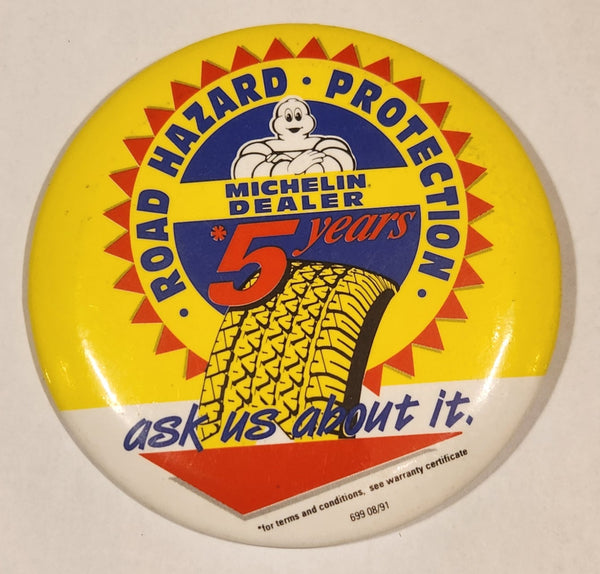 ROAD HAZARD · PROTECTION
MICHELIN®
DEALER
*5 years
ask us about it.
*for terms and conditions, see warranty certificate
699 08/91